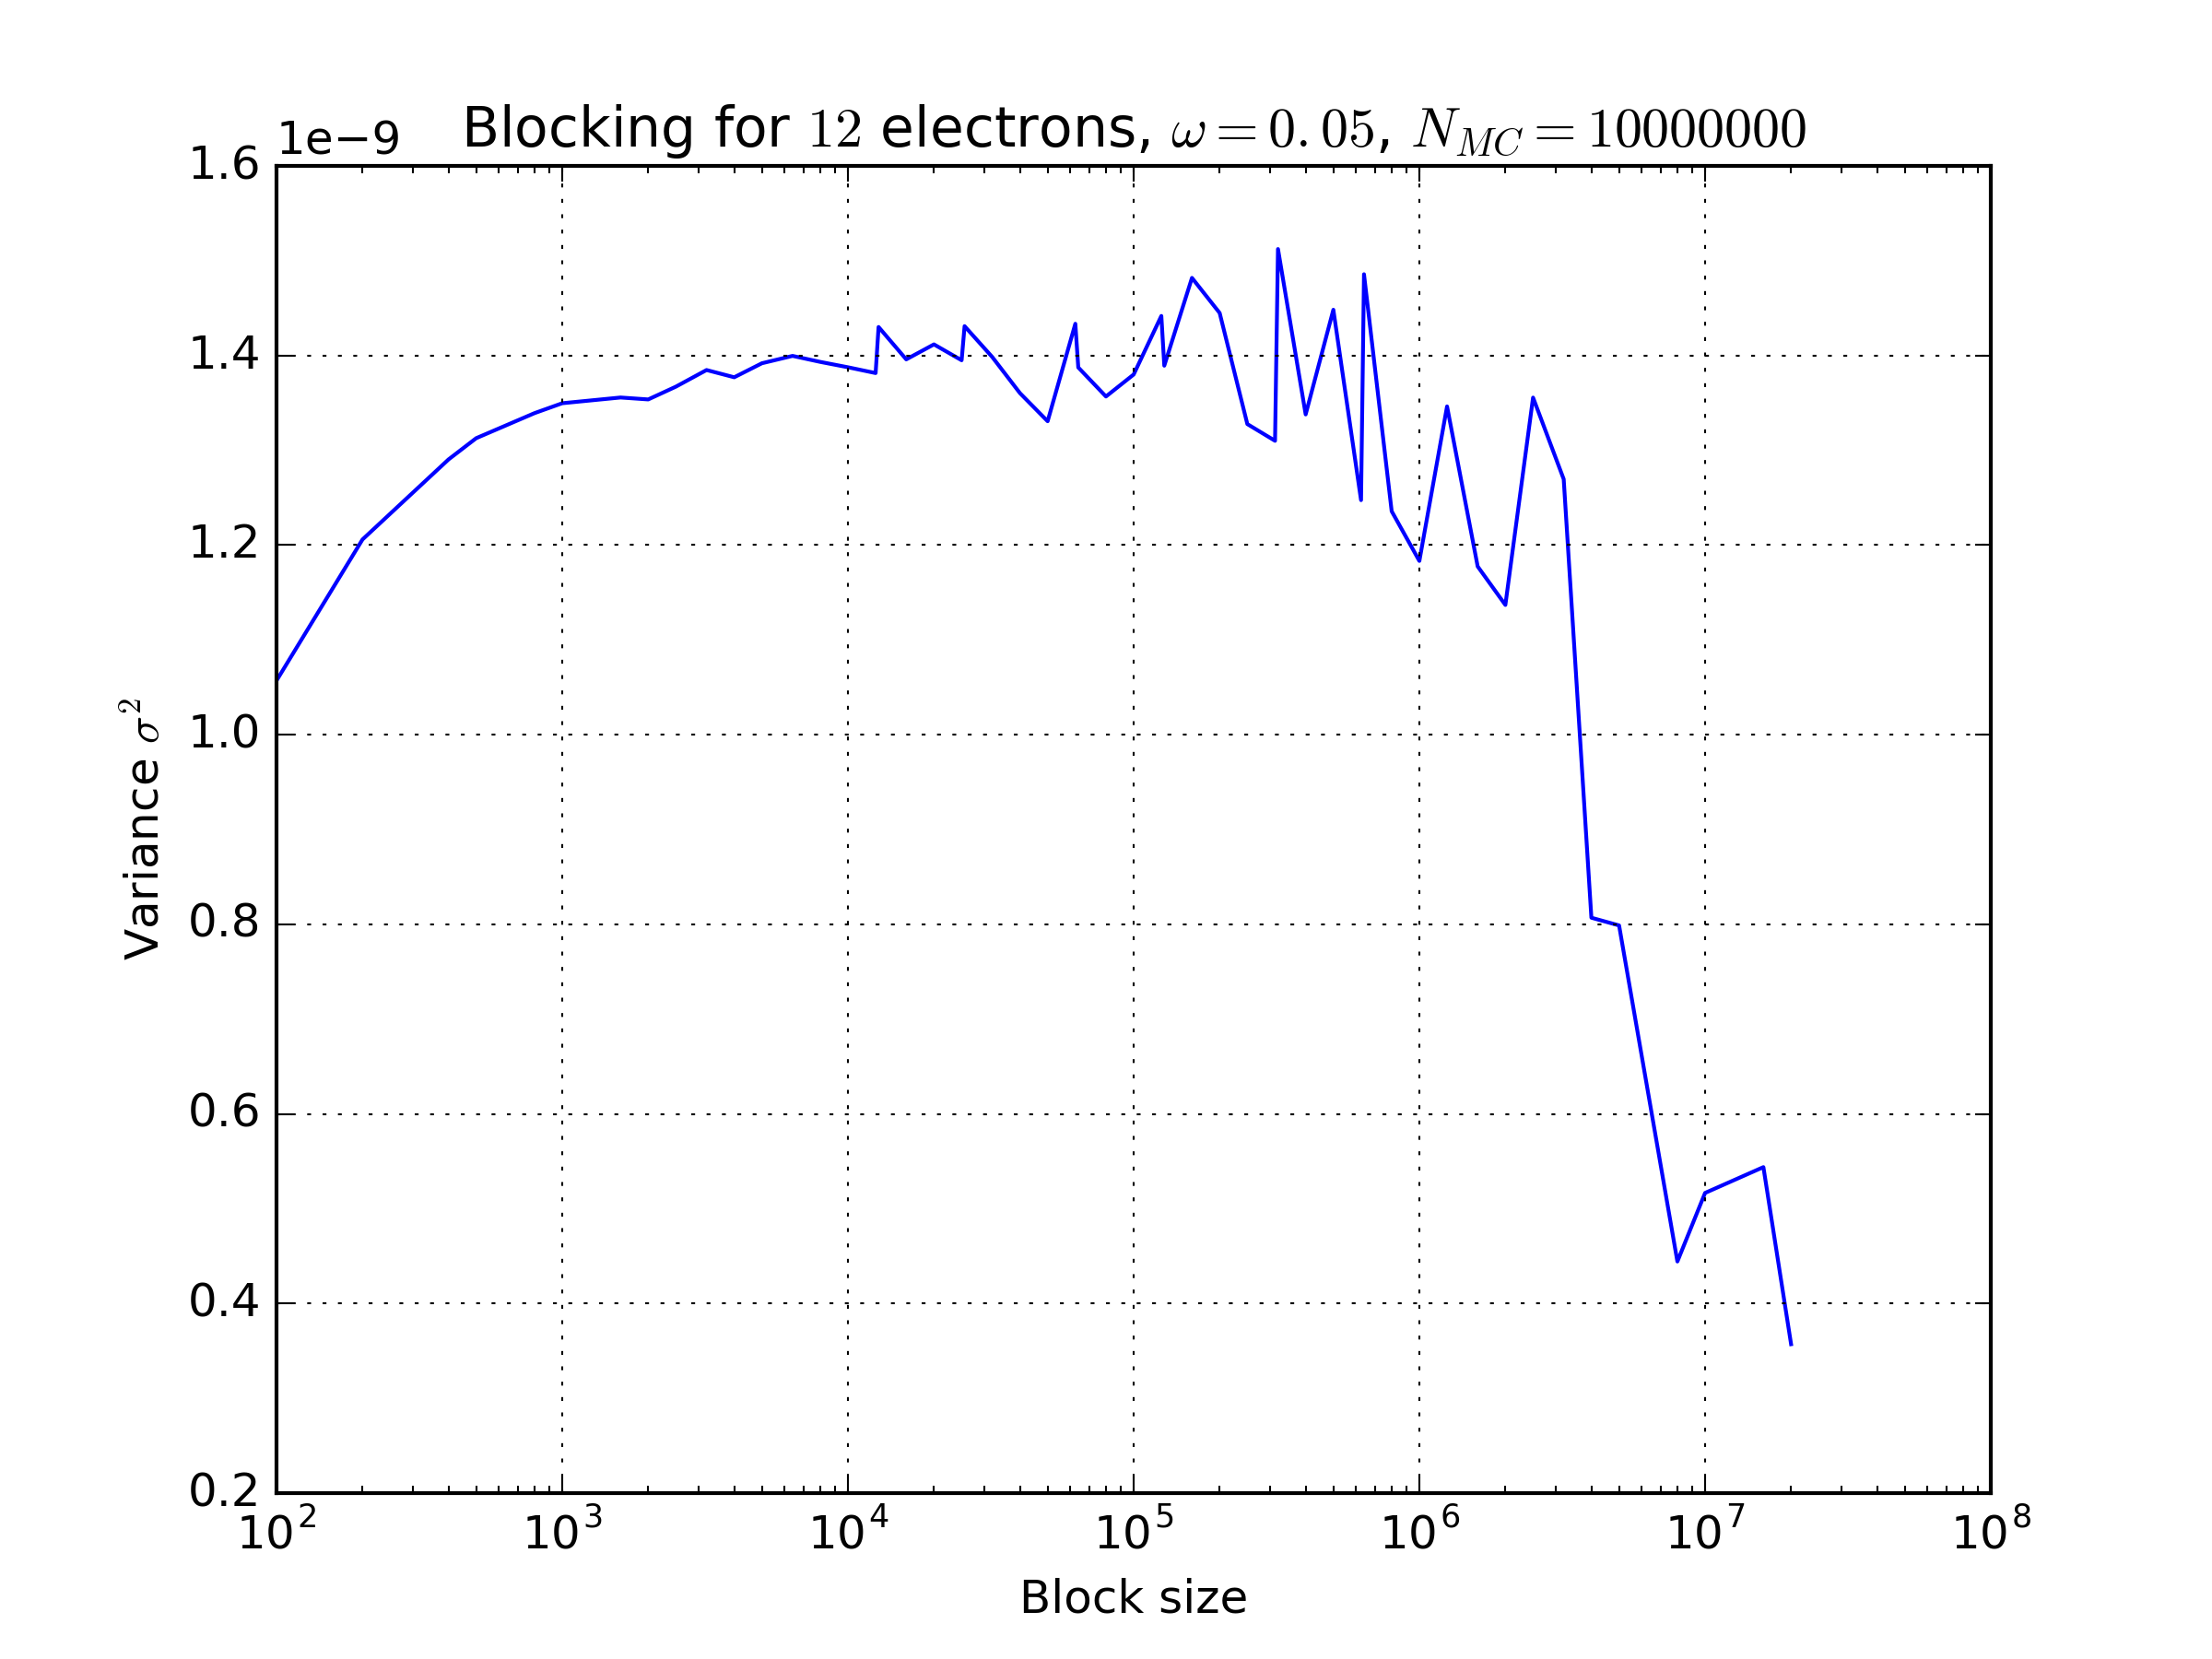 Blocking for 12 electrons, ω = 0.05, N_MC = 10000000
1e−9
1.6
1.4
1.2
1.0
0.8
0.6
0.4
0.2
Variance σ²
10² 10³ 10⁴ 10⁵ 10⁶ 10⁷ 10⁸
Block size